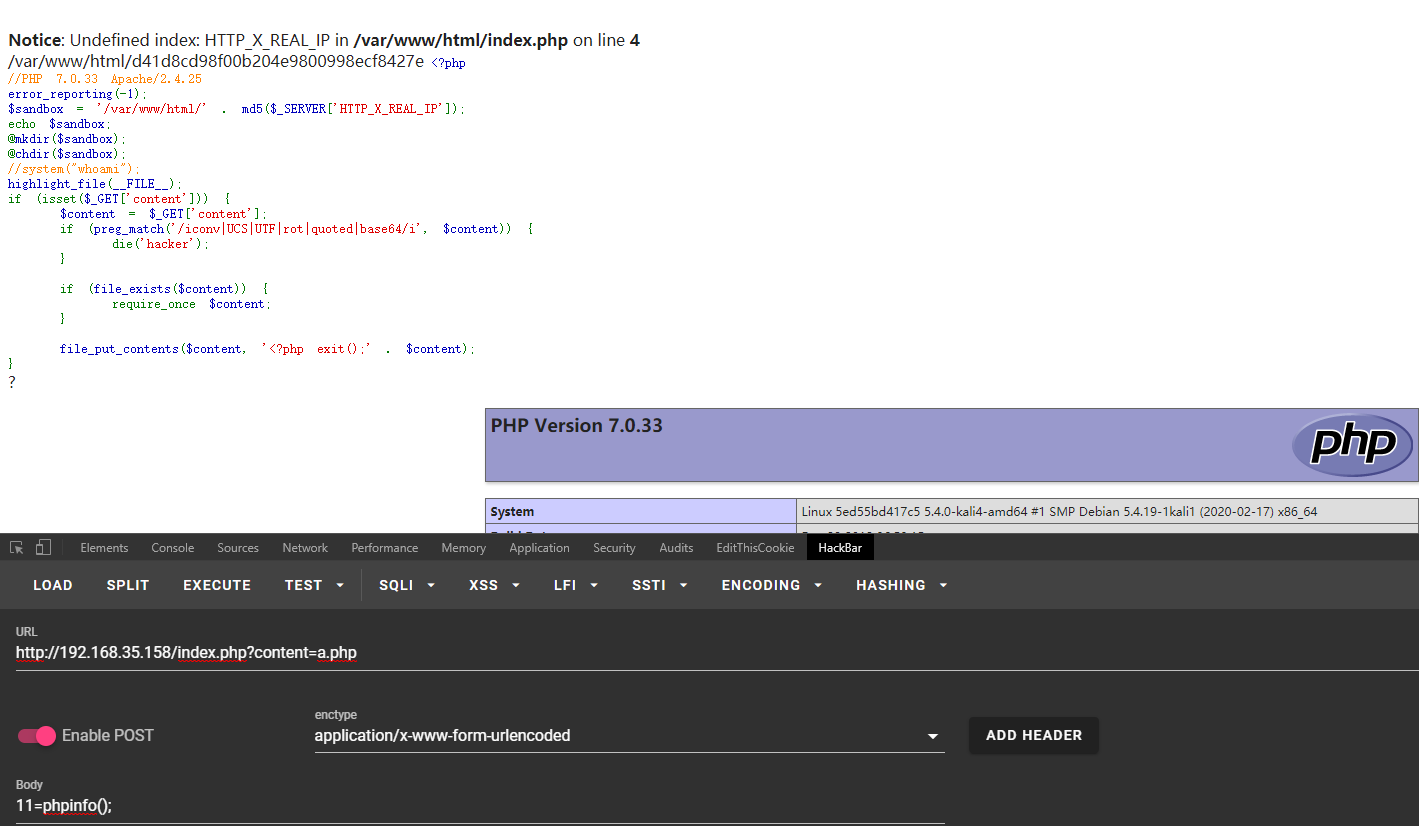 Notice: Undefined index: HTTP_X_REAL_IP in /var/www/html/index.php on line 4
/var/www/html/d41d8cd98f00b204e9800998ecf8427e <?php
//PHP 7.0.33 Apache/2.4.25
error_reporting(-1);
$sandbox = '/var/www/html/' . md5($_SERVER['HTTP_X_REAL_IP']);
echo $sandbox;
@mkdir($sandbox);
@chdir($sandbox);
//system("whoami");
highlight_file(__FILE__);
if (isset($_GET['content'])) {
$content = $_GET['content'];
if (preg_match('/iconv|UCS|UTF|rot|quoted|base64/i', $content)) {
die('hacker');
}
if (file_exists($content)) {
require_once $content;
}
file_put_contents($content, '<?php exit();' . $content);
}
?
PHP Version 7.0.33
php
System Linux 5ed55bd417c5 5.4.0-kali4-amd64 #1 SMP Debian 5.4.19-1kali1 (2020-02-17) x86_64
Elements Console Sources Network Performance Memory Application Security Audits EditThisCookie HackBar
LOAD SPLIT EXECUTE TEST SQLI XSS LFI SSTI ENCODING HASHING
URL
http://192.168.35.158/index.php?content=a.php
enctype
Enable POST application/x-www-form-urlencoded ADD HEADER
Body
11=phpinfo();